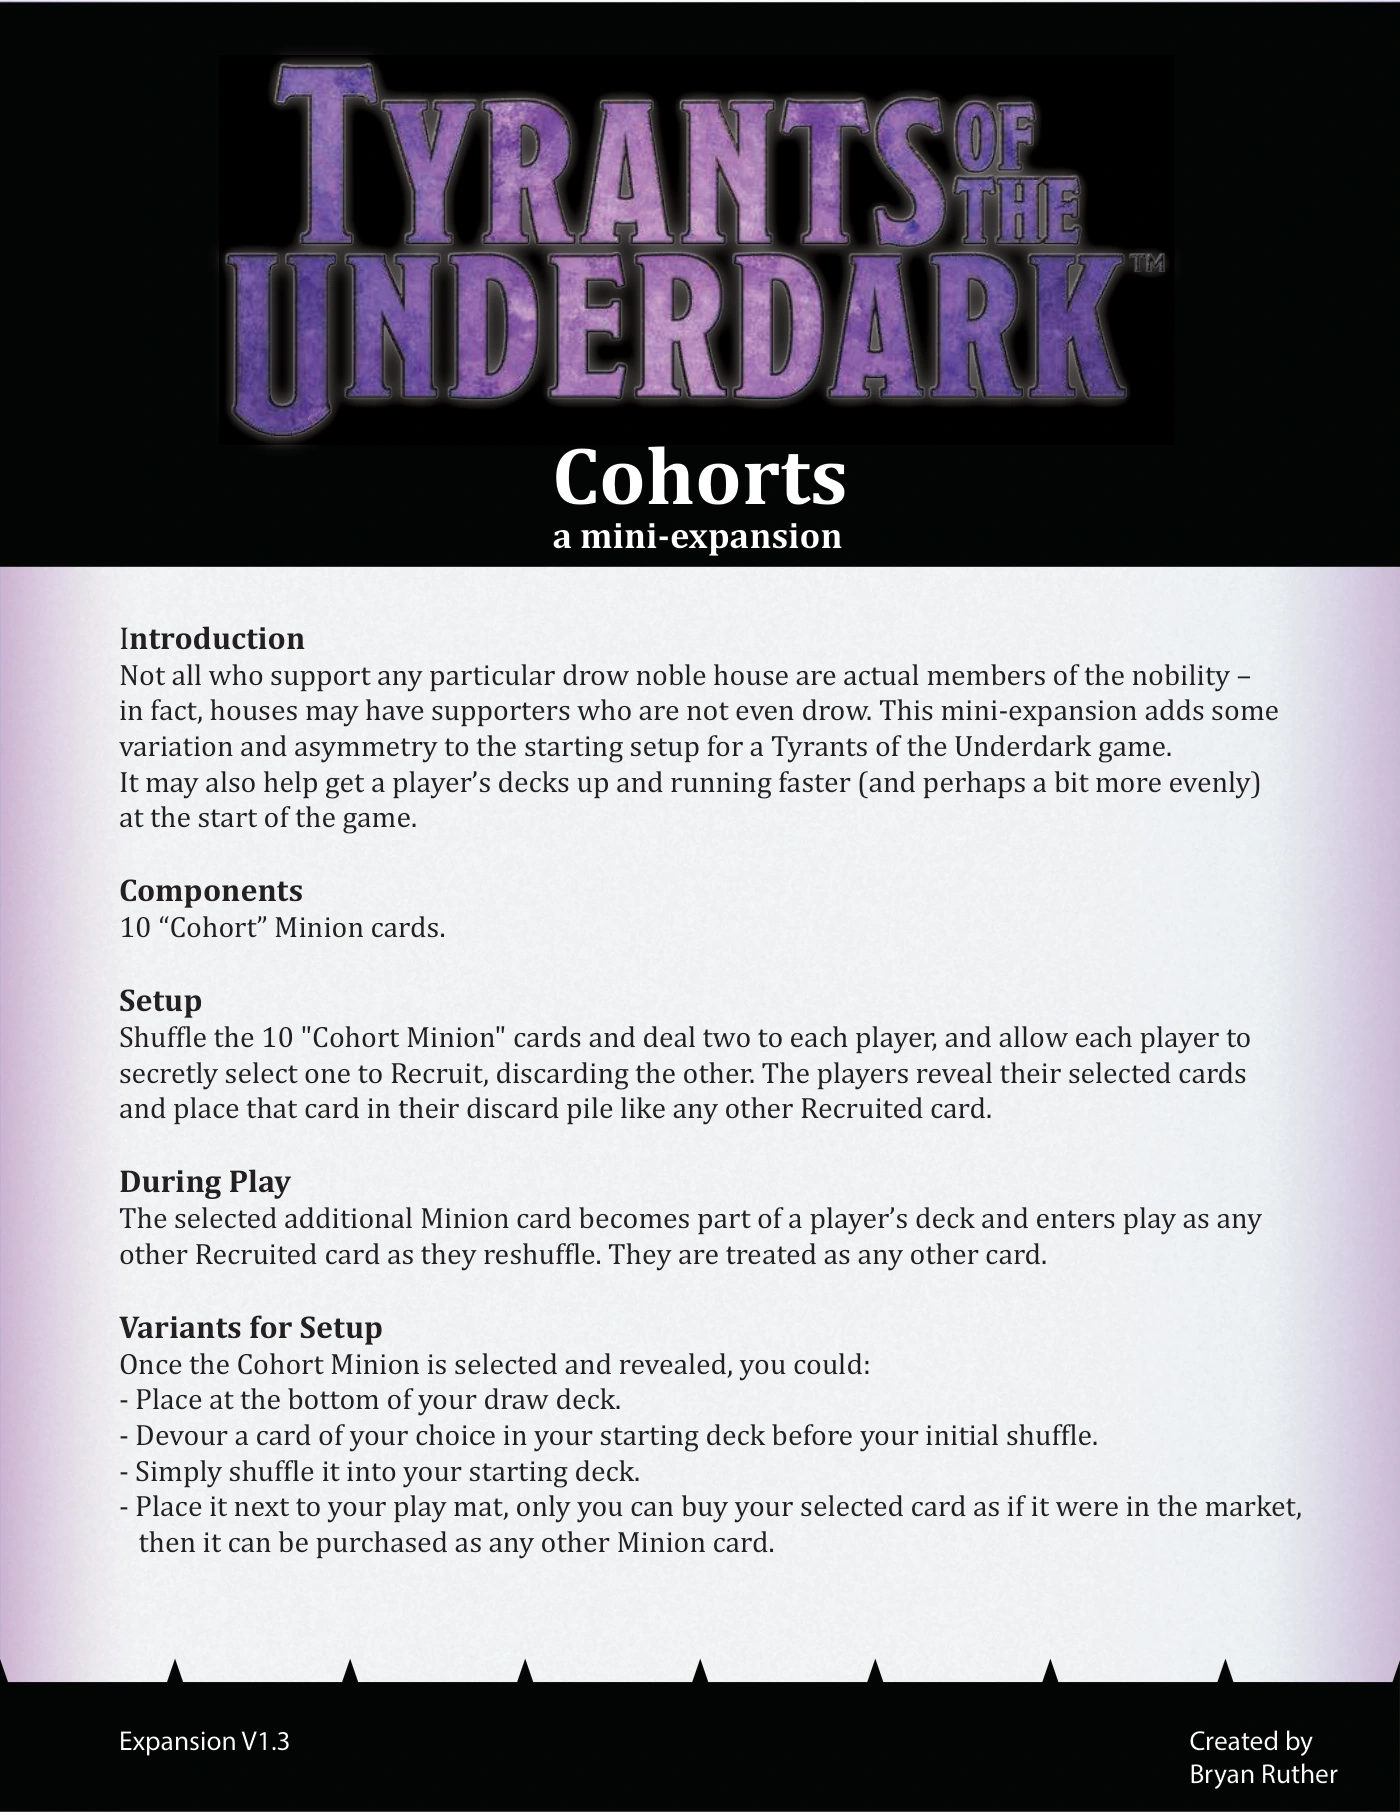 TYRANTS OF THE
UNDERDARK™
Cohorts
a mini-expansion
Introduction
Not all who support any particular drow noble house are actual members of the nobility –
in fact, houses may have supporters who are not even drow. This mini-expansion adds some
variation and asymmetry to the starting setup for a Tyrants of the Underdark game.
It may also help get a player’s decks up and running faster (and perhaps a bit more evenly)
at the start of the game.
Components
10 “Cohort” Minion cards.
Setup
Shuffle the 10 "Cohort Minion" cards and deal two to each player, and allow each player to
secretly select one to Recruit, discarding the other. The players reveal their selected cards
and place that card in their discard pile like any other Recruited card.
During Play
The selected additional Minion card becomes part of a player’s deck and enters play as any
other Recruited card as they reshuffle. They are treated as any other card.
Variants for Setup
Once the Cohort Minion is selected and revealed, you could:
- Place at the bottom of your draw deck.
- Devour a card of your choice in your starting deck before your initial shuffle.
- Simply shuffle it into your starting deck.
- Place it next to your play mat, only you can buy your selected card as if it were in the market,
then it can be purchased as any other Minion card.
Expansion V1.3
Created by
Bryan Ruther